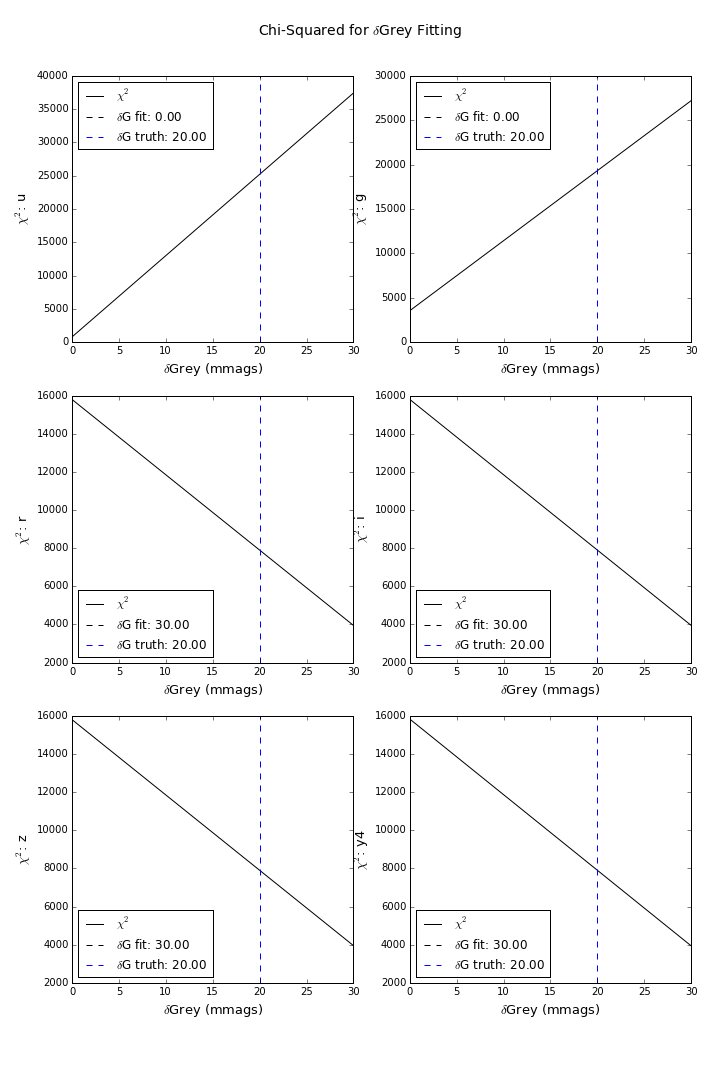 Chi-Squared for δGrey Fitting
40000
35000
30000
25000
20000
15000
10000
5000
0
χ²: u
χ²
δG fit: 0.00
δG truth: 20.00
0 5 10 15 20 25 30
δGrey (mmags)
30000
25000
20000
15000
10000
5000
0
χ²: g
χ²
δG fit: 0.00
δG truth: 20.00
0 5 10 15 20 25 30
δGrey (mmags)
16000
14000
12000
10000
8000
6000
4000
2000
χ²: r
χ²
δG fit: 30.00
δG truth: 20.00
0 5 10 15 20 25 30
δGrey (mmags)
16000
14000
12000
10000
8000
6000
4000
2000
χ²: i
χ²
δG fit: 30.00
δG truth: 20.00
0 5 10 15 20 25 30
δGrey (mmags)
16000
14000
12000
10000
8000
6000
4000
2000
χ²: z
χ²
δG fit: 30.00
δG truth: 20.00
0 5 10 15 20 25 30
δGrey (mmags)
16000
14000
12000
10000
8000
6000
4000
2000
χ²: y4
χ²
δG fit: 30.00
δG truth: 20.00
0 5 10 15 20 25 30
δGrey (mmags)